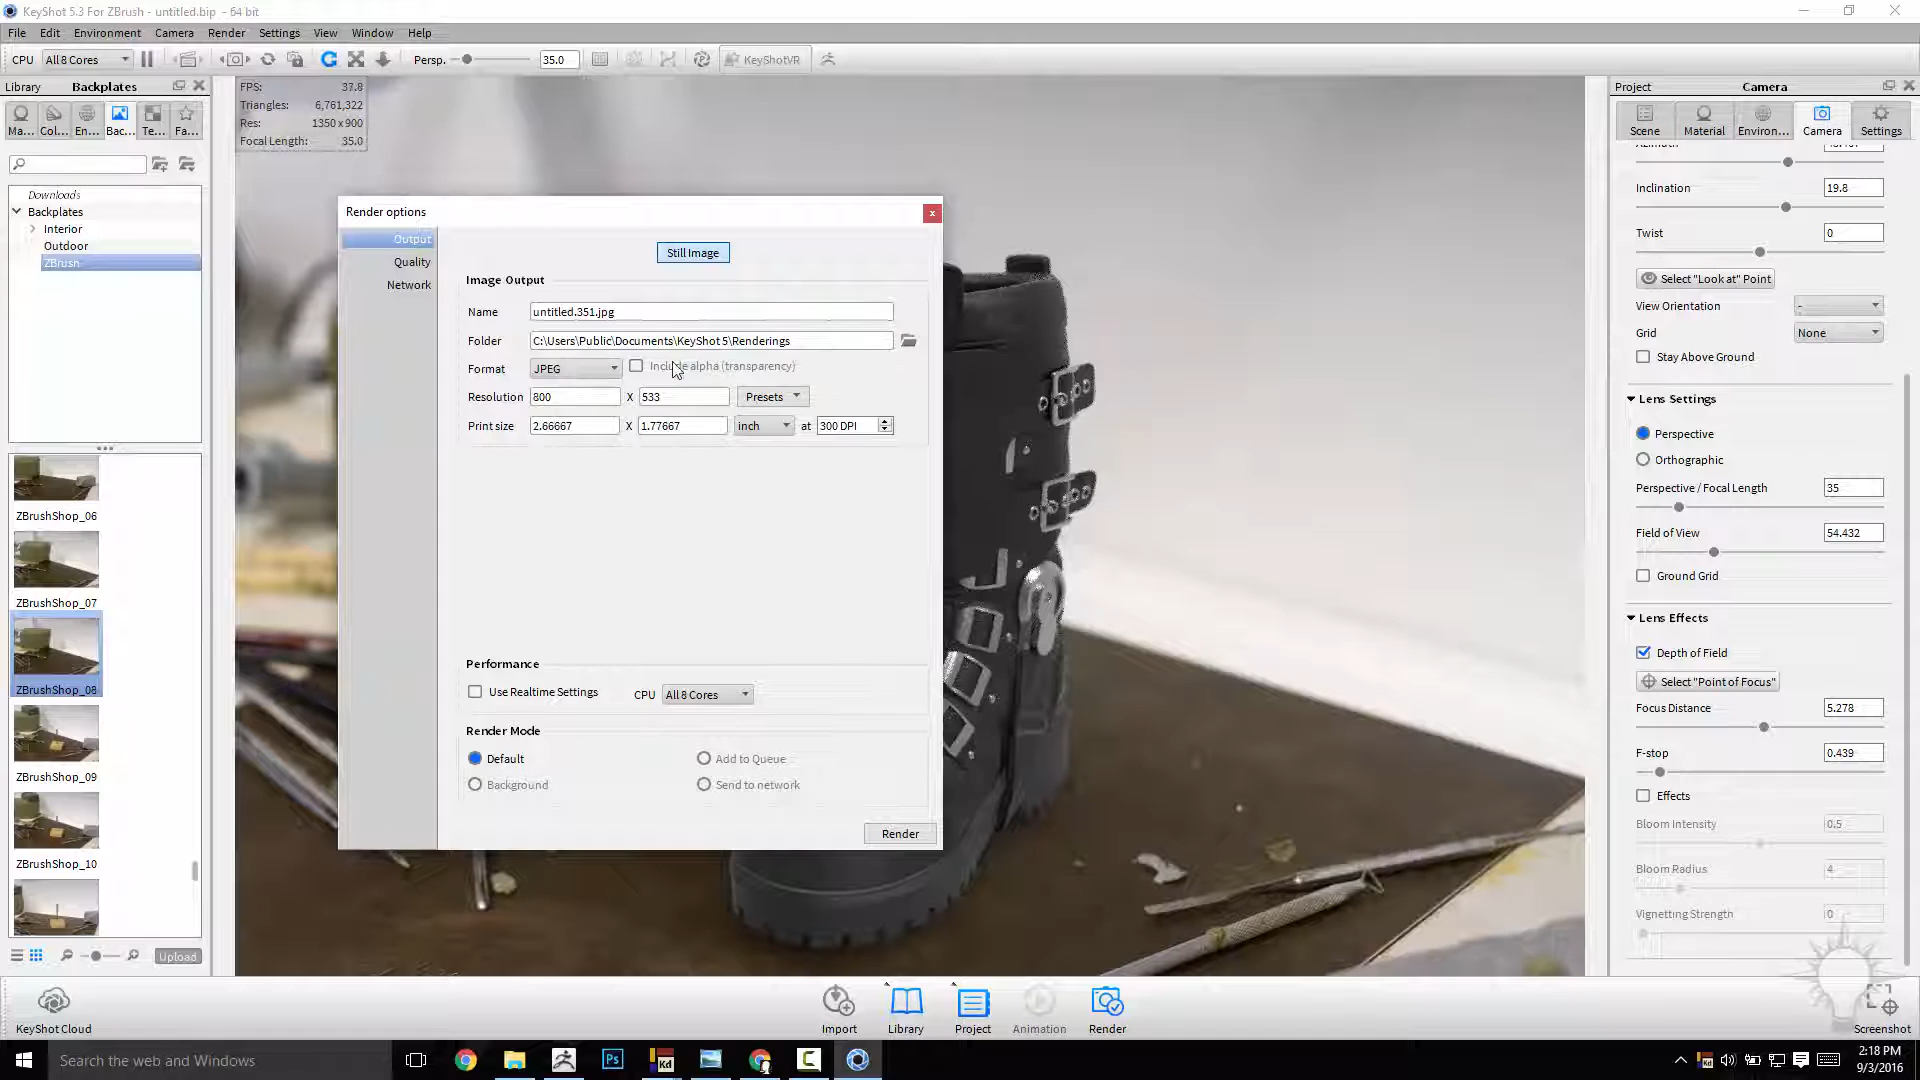 KeyShot 5.3 For ZBrush - untitled.bip - 64 bit
File Edit Environment Camera Render Settings View Window Help
CPU All 8 Cores Persp. 35.0 KeyShotVR
Library Backplates
Ma... Col... En... Bac... Te... Fa...
Downloads
Backplates
Interior
Outdoor
ZBrush
ZBrushShop_06
ZBrushShop_07
ZBrushShop_08
ZBrushShop_09
ZBrushShop_10
Upload
FPS: 37.8
Triangles: 6,761,322
Res: 1350 x 900
Focal Length: 35.0
Render options
Output
Quality
Network
Still Image
Image Output
Name untitled.351.jpg
Folder C:\Users\Public\Documents\KeyShot 5\Renderings
Format JPEG Include alpha (transparency)
Resolution 800 X 533 Presets
Print size 2.66667 X 1.77667 inch at 300 DPI
Performance
Use Realtime Settings CPU All 8 Cores
Render Mode
Default Add to Queue
Background Send to network
Render
Project Camera
Scene Material Environ... Camera Settings
Inclination 19.8
Twist 0
Select "Look at" Point
View Orientation -
Grid None
Stay Above Ground
Lens Settings
Perspective
Orthographic
Perspective / Focal Length 35
Field of View 54.432
Ground Grid
Lens Effects
Depth of Field
Select "Point of Focus"
Focus Distance 5.278
F-stop 0.439
Effects
Bloom Intensity 0.5
Bloom Radius 4
Vignetting Strength 0
KeyShot Cloud Import Library Project Animation Render Screenshot
Search the web and Windows
Ps
Kd
2:18 PM
9/3/2016